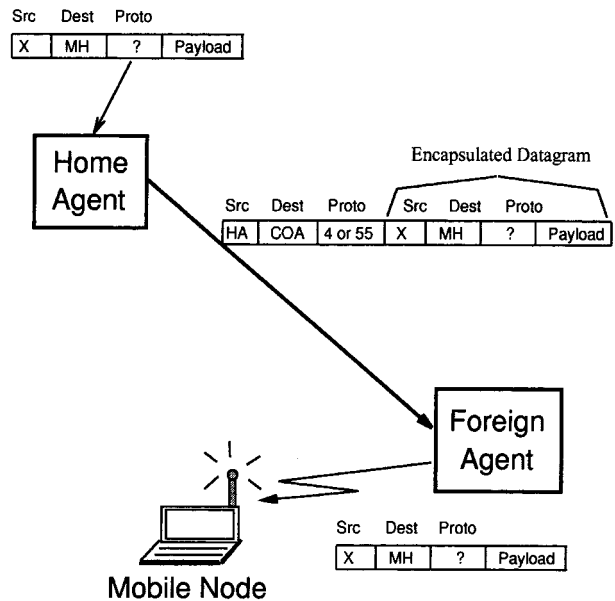 Src Dest Proto
X MH ? Payload
Home
Agent
Encapsulated Datagram
Src Dest Proto Src Dest Proto
HA COA 4 or 55 X MH ? Payload
Foreign
Agent
Src Dest Proto
X MH ? Payload
Mobile Node